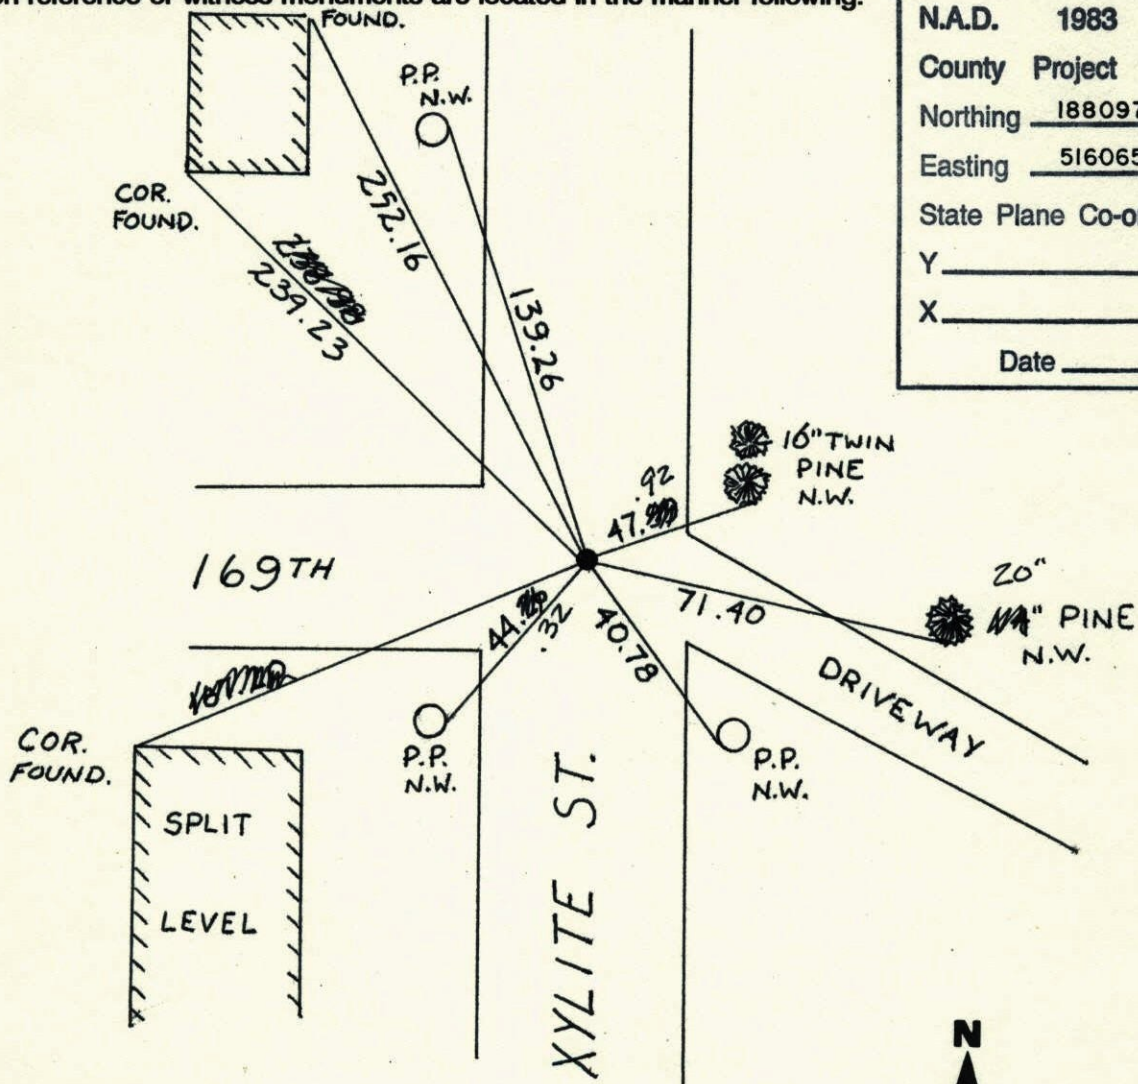 on reference or witness monuments are located in the manner following:
FOUND.
P.P.
N.W.
COR.
FOUND.
252.16
239.23
139.26
N.A.D. 1983
County Project
Northing 188097
Easting 516065
State Plane Co-o
Y
X
Date
16" TWIN
PINE
N.W.
.92
47.
169TH
20"
" PINE
N.W.
71.40
44.
.32
40.78
DRIVEWAY
COR.
FOUND.
P.P.
N.W.
P.P.
N.W.
SPLIT
LEVEL
XYLITE ST.
N